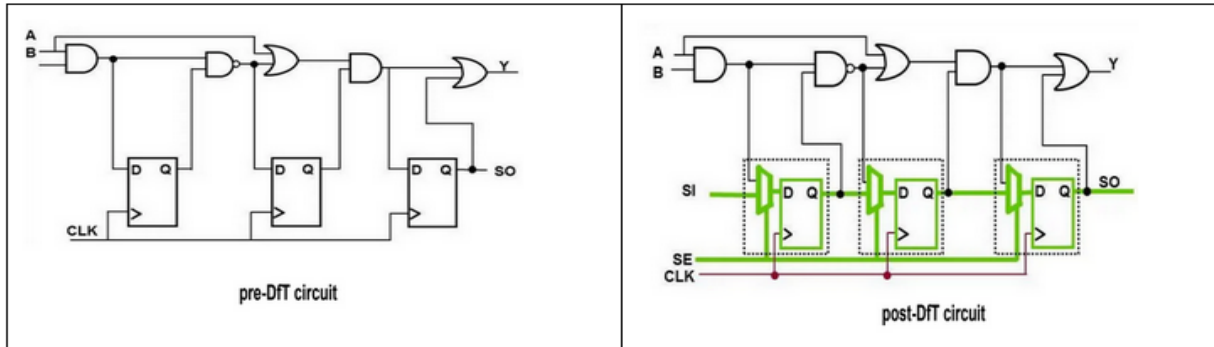 A
B
Y
D Q
D Q
D Q
SO
CLK
pre-DfT circuit
A
B
Y
SI
D Q
D Q
D Q
SO
SE
CLK
post-DfT circuit